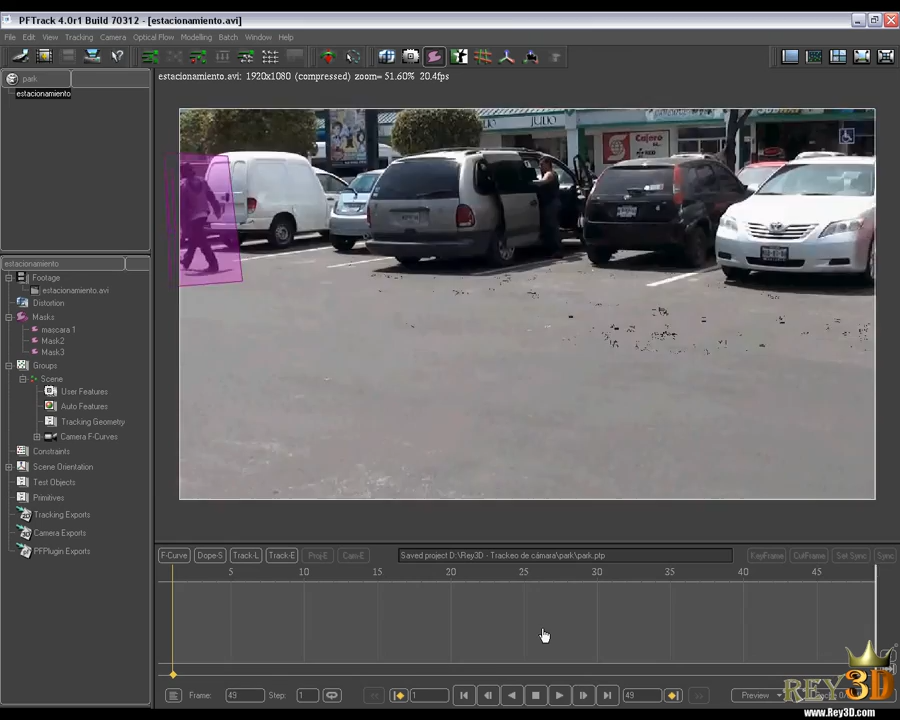 PFTrack 4.0r1 Build 70312 - [estacionamiento.avi]
File Edit View Tracking Camera Optical Flow Modelling Batch Window Help
park
estacionamiento
estacionamiento.avi: 1920x1080 (compressed) zoom= 51.60% 20.4fps
JULIO
Cajero
RED
estacionamiento
Footage
estacionamiento.avi
Distortion
Masks
mascara 1
Mask2
Mask3
Groups
Scene
User Features
Auto Features
Tracking Geometry
Camera F-Curves
Constraints
Scene Orientation
Test Objects
Primitives
Tracking Exports
Camera Exports
PFPlugin Exports
F-Curve Dope-S Track-L Track-E Proj-E Cam-E Saved project D:\Rey3D - Trackeo de cámara\park\park.ptp KeyFrame CutFrame Set Sync Sync
5 10 15 20 25 30 35 40 45
Frame: 49 Step: 1 1 49 Preview
REY3D
www.Rey3D.com